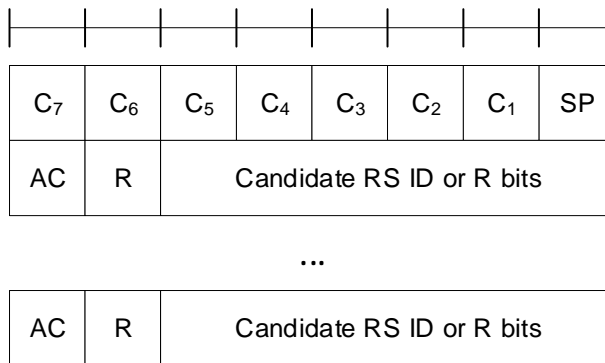 C₇ C₆ C₅ C₄ C₃ C₂ C₁ SP
AC R Candidate RS ID or R bits
...
AC R Candidate RS ID or R bits